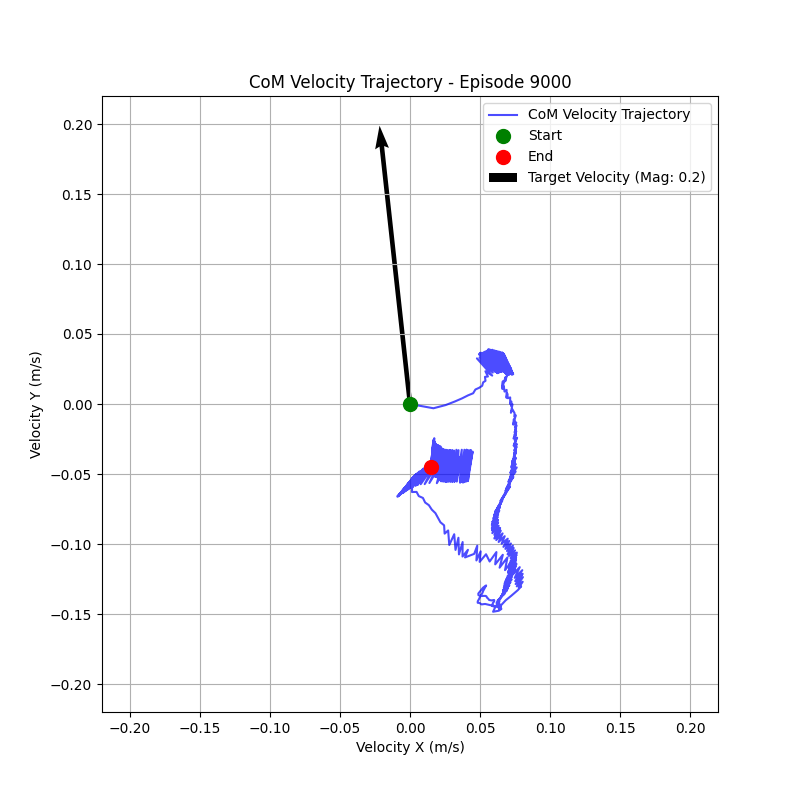 CoM Velocity Trajectory - Episode 9000
CoM Velocity Trajectory
Start
End
Target Velocity (Mag: 0.2)
0.20
0.15
0.10
0.05
0.00
−0.05
−0.10
−0.15
−0.20
Velocity Y (m/s)
−0.20 −0.15 −0.10 −0.05 0.00 0.05 0.10 0.15 0.20
Velocity X (m/s)